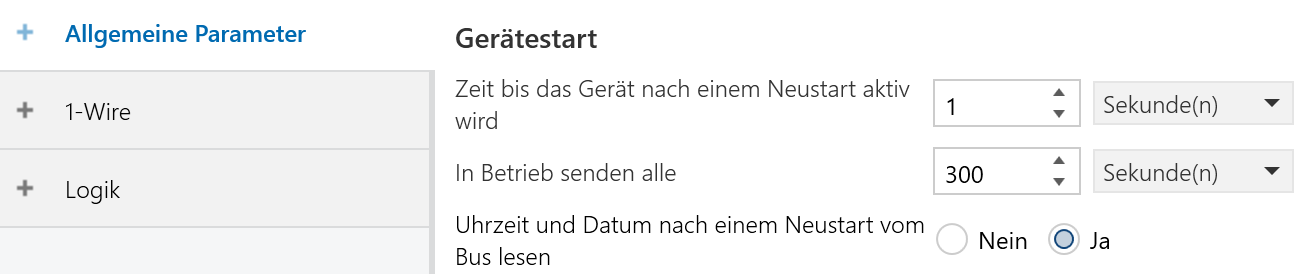 Allgemeine Parameter
1-Wire
Logik
Gerätestart
Zeit bis das Gerät nach einem Neustart aktiv
wird
1 Sekunde(n)
In Betrieb senden alle 300 Sekunde(n)
Uhrzeit und Datum nach einem Neustart vom
Bus lesen
Nein Ja